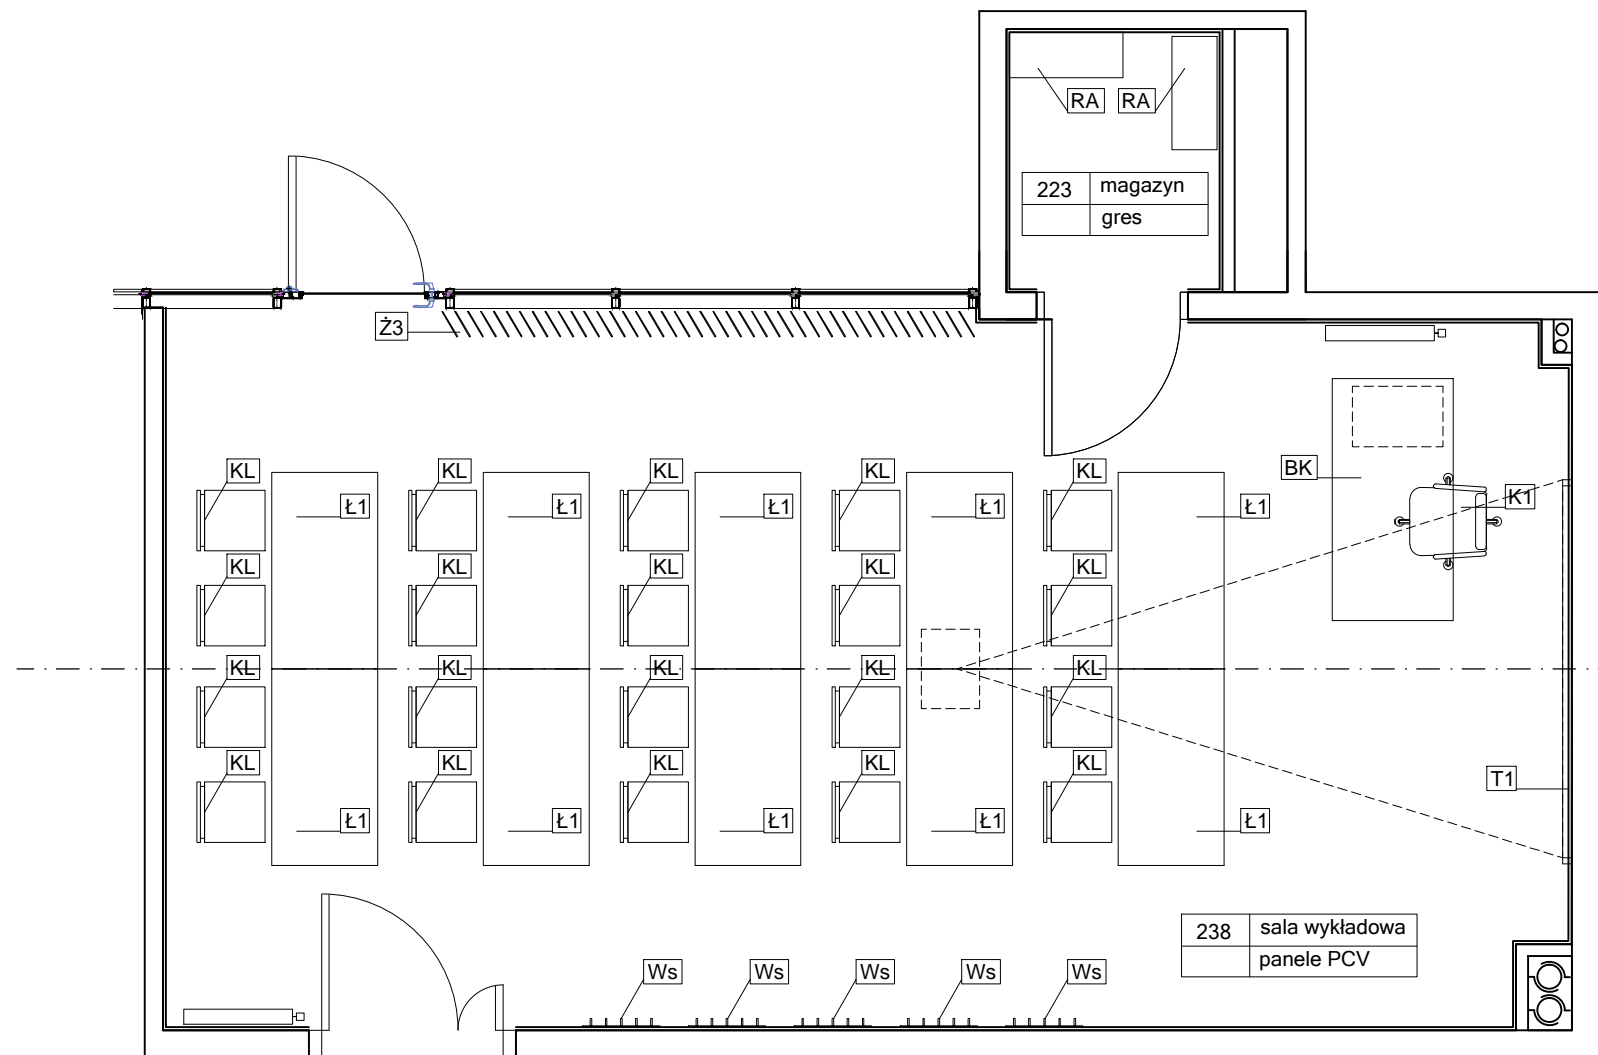 RA RA
223 magazyn
gres
Ż3
BK
K1
KL KL KL KL KL
Ł1 Ł1 Ł1 Ł1 Ł1
KL KL KL KL KL
KL KL KL KL KL
KL KL KL KL KL
T1
Ł1 Ł1 Ł1 Ł1 Ł1
238 sala wykładowa
panele PCV
Ws Ws Ws Ws Ws